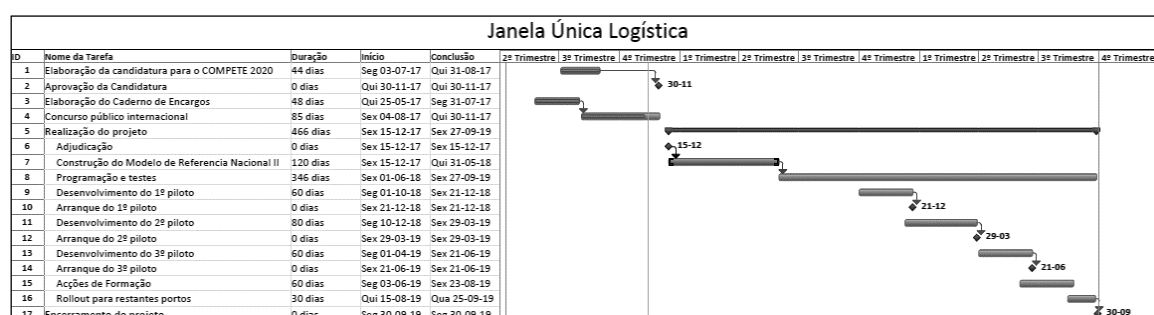 Janela Única Logística
ID Nome da Tarefa Duração Início Conclusão 2º Trimestre 3º Trimestre 4º Trimestre 1º Trimestre 2º Trimestre 3º Trimestre 4º Trimestre 1º Trimestre 2º Trimestre 3º Trimestre 4º Trimestre
1 Elaboração da candidatura para o COMPETE 2020 44 dias Seg 03-07-17 Qui 31-08-17
2 Aprovação da Candidatura 0 dias Qui 30-11-17 Qui 30-11-17 30-11
3 Elaboração do Caderno de Encargos 48 dias Qui 25-05-17 Seg 31-07-17
4 Concurso público internacional 85 dias Sex 04-08-17 Qui 30-11-17
5 Realização do projeto 466 dias Sex 15-12-17 Sex 27-09-19
6 Adjudicação 0 dias Sex 15-12-17 Sex 15-12-17 15-12
7 Construção do Modelo de Referencia Nacional II 120 dias Sex 15-12-17 Qui 31-05-18
8 Programação e testes 346 dias Sex 01-06-18 Sex 27-09-19
9 Desenvolvimento do 1º piloto 60 dias Seg 01-10-18 Sex 21-12-18
10 Arranque do 1º piloto 0 dias Sex 21-12-18 Sex 21-12-18 21-12
11 Desenvolvimento do 2º piloto 80 dias Seg 10-12-18 Sex 29-03-19
12 Arranque do 2º piloto 0 dias Sex 29-03-19 Sex 29-03-19 29-03
13 Desenvolvimento do 3º piloto 60 dias Seg 01-04-19 Sex 21-06-19
14 Arranque do 3º piloto 0 dias Sex 21-06-19 Sex 21-06-19 21-06
15 Acções de Formação 60 dias Seg 03-06-19 Sex 23-08-19
16 Rollout para restantes portos 30 dias Qui 15-08-19 Qua 25-09-19
17 Encerramento do projeto 0 dias Seg 30-09-19 Seg 30-09-19 30-09